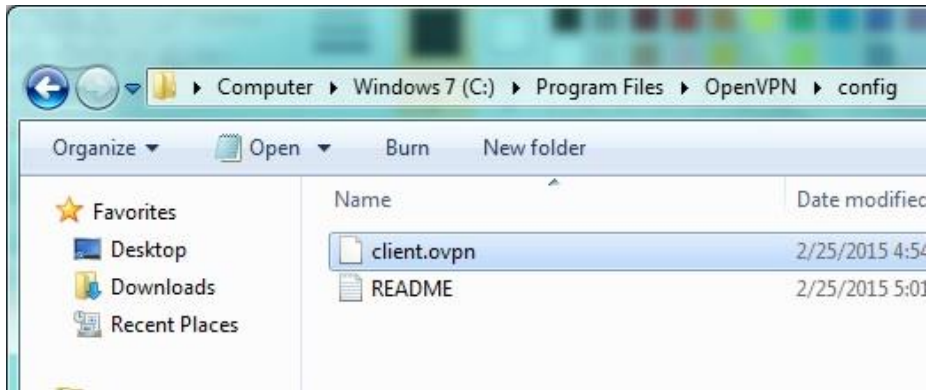 Computer Windows 7 (C:) Program Files OpenVPN config
Organize Open Burn New folder
Favorites
Desktop
Downloads
Recent Places
Name Date modified
client.ovpn 2/25/2015 4:54
README 2/25/2015 5:01